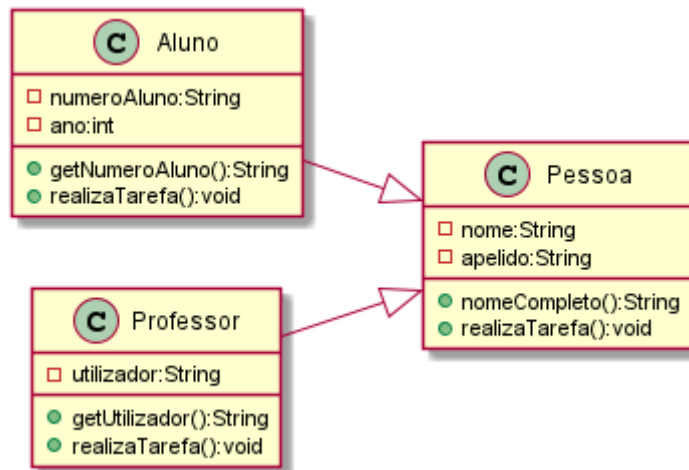 C Aluno
numeroAluno:String
ano:int
getNumeroAluno():String
realizaTarefa():void
C Pessoa
nome:String
apelido:String
nomeCompleto():String
realizaTarefa():void
C Professor
utilizador:String
getUtilizador():String
realizaTarefa():void